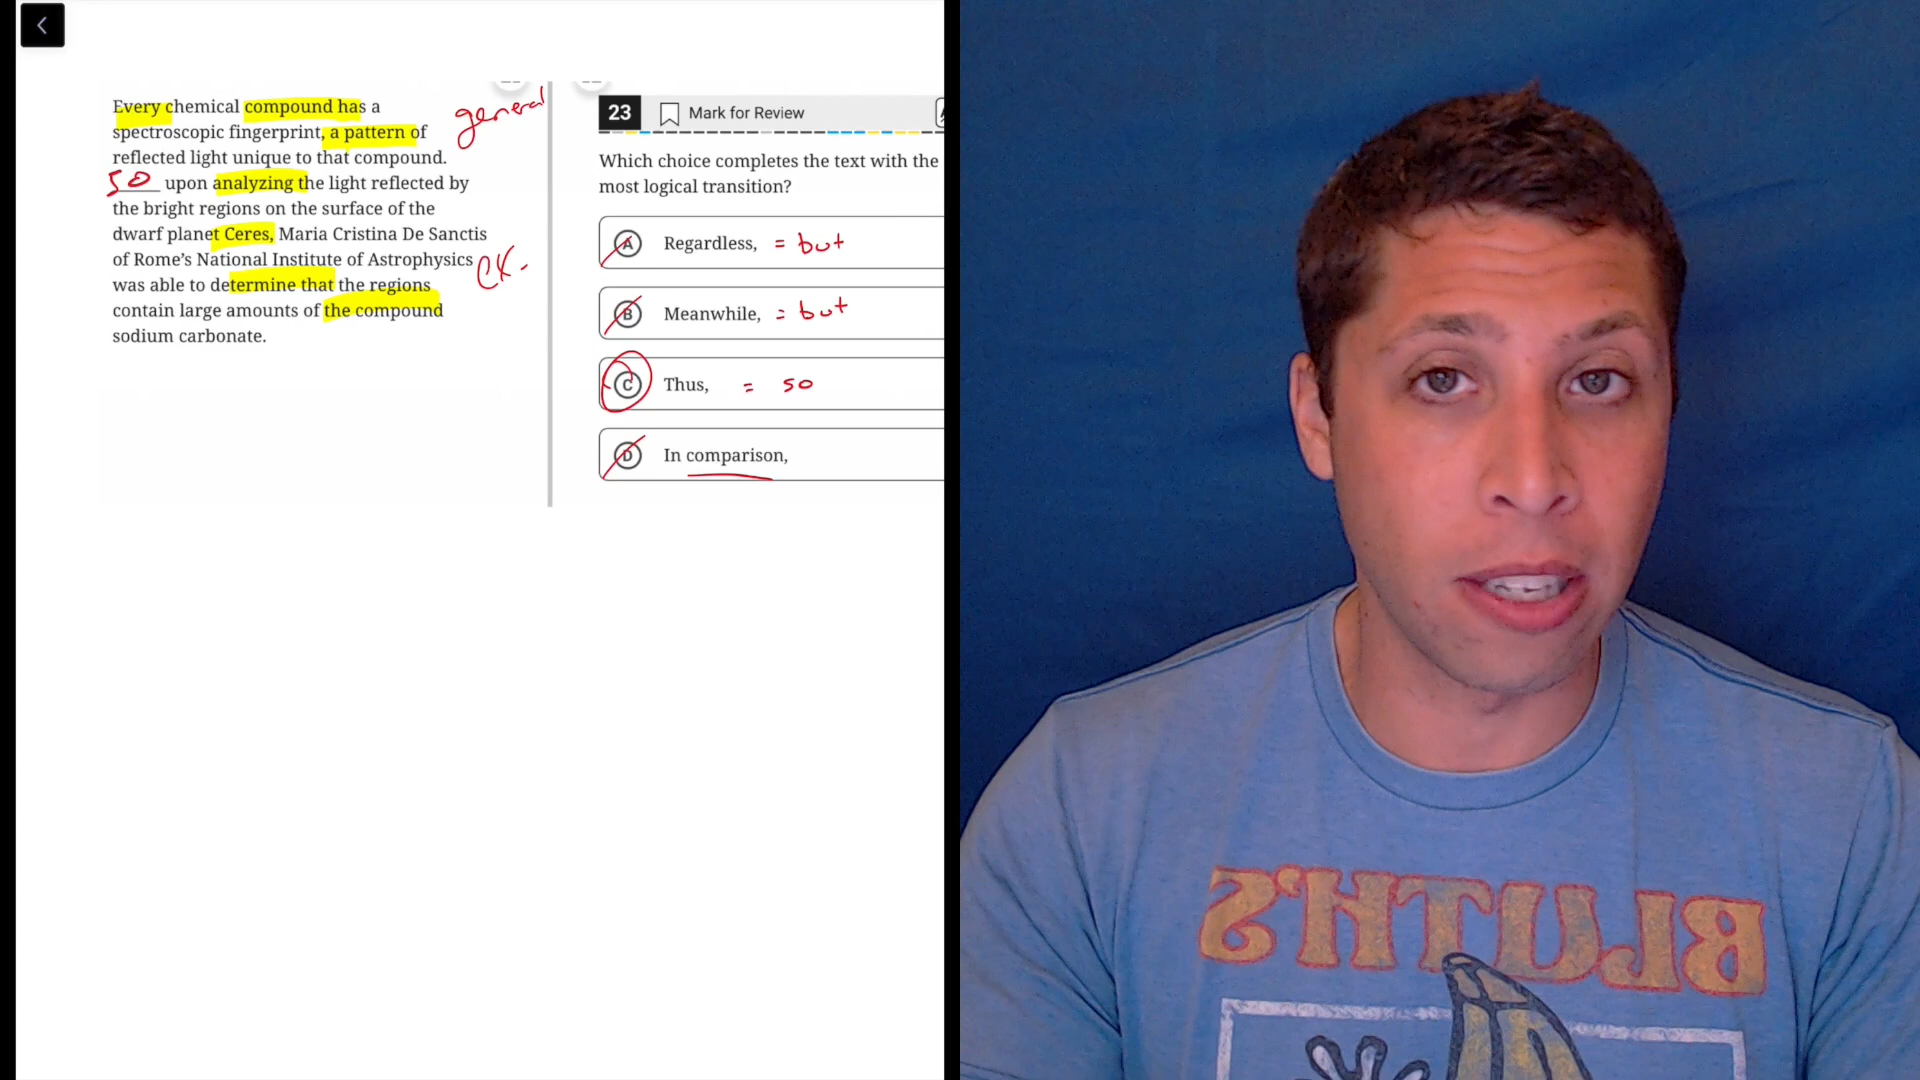 Every chemical compound has a
spectroscopic fingerprint, a pattern of
reflected light unique to that compound.
so upon analyzing the light reflected by
the bright regions on the surface of the
dwarf planet Ceres, Maria Cristina De Sanctis
of Rome's National Institute of Astrophysics
was able to determine that the regions
contain large amounts of the compound
sodium carbonate.
general
ex.
23 Mark for Review
Which choice completes the text with the
most logical transition?
A Regardless, = but
B Meanwhile, = but
C Thus, = so
D In comparison,
BLUTH'S